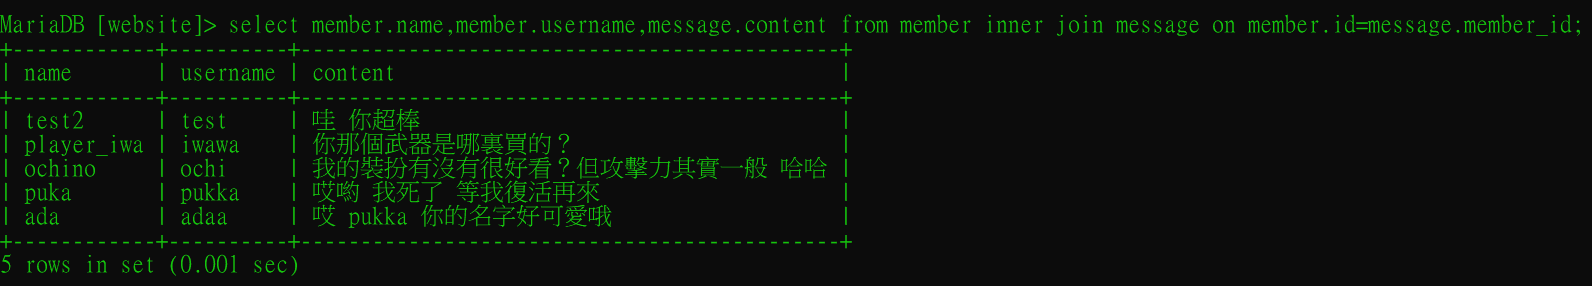 MariaDB [website]> select member.name,member.username,message.content from member inner join message on member.id=message.member_id;
+------------+----------+---------------------------------------------+
| name       | username | content                                     |
+------------+----------+---------------------------------------------+
| test2      | test     | 哇 你超棒                                   |
| player_iwa | iwawa    | 你那個武器是哪裏買的？                      |
| ochino     | ochi     | 我的裝扮有沒有很好看？但攻擊力其實一般 哈哈 |
| puka       | pukka    | 哎喲 我死了 等我復活再來                    |
| ada        | adaa     | 哎 pukka 你的名字好可愛哦                   |
+------------+----------+---------------------------------------------+
5 rows in set (0.001 sec)